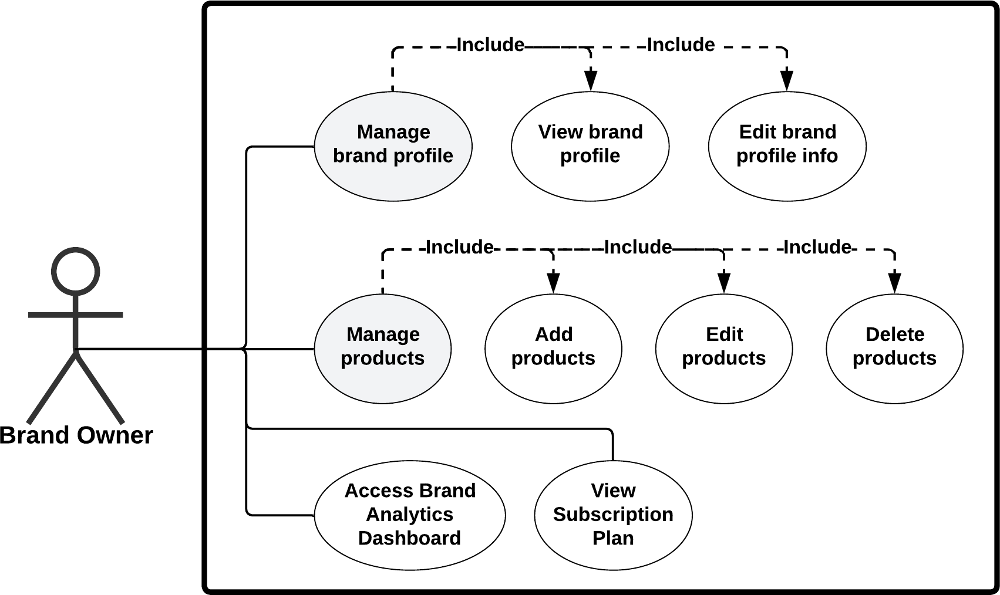 Include
Include
Manage
brand profile
View brand
profile
Edit brand
profile info
Include
Include
Include
Manage
products
Add
products
Edit
products
Delete
products
Brand Owner
Access Brand
Analytics
Dashboard
View
Subscription
Plan